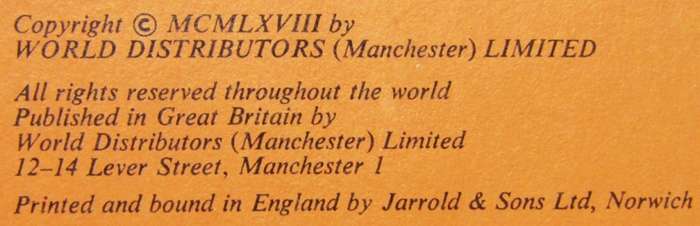 Copyright © MCMLXVIII by
WORLD DISTRIBUTORS (Manchester) LIMITED
All rights reserved throughout the world
Published in Great Britain by
World Distributors (Manchester) Limited
12–14 Lever Street, Manchester 1
Printed and bound in England by Jarrold & Sons Ltd, Norwich